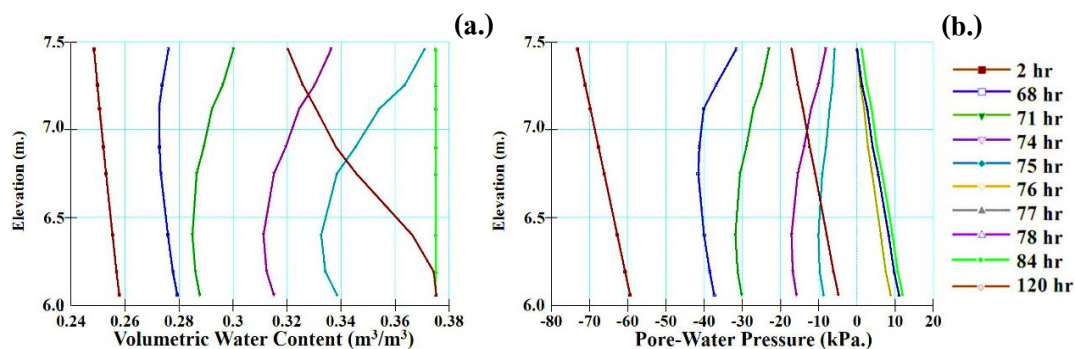 (a.)
7.5
7.0
6.5
6.0
Elevation (m.)
0.24 0.26 0.28 0.3 0.32 0.34 0.36 0.38
Volumetric Water Content (m³/m³)
(b.)
7.5
7.0
6.5
6.0
Elevation (m.)
-80 -70 -60 -50 -40 -30 -20 -10 0 10 20
Pore-Water Pressure (kPa.)
2 hr
68 hr
71 hr
74 hr
75 hr
76 hr
77 hr
78 hr
84 hr
120 hr